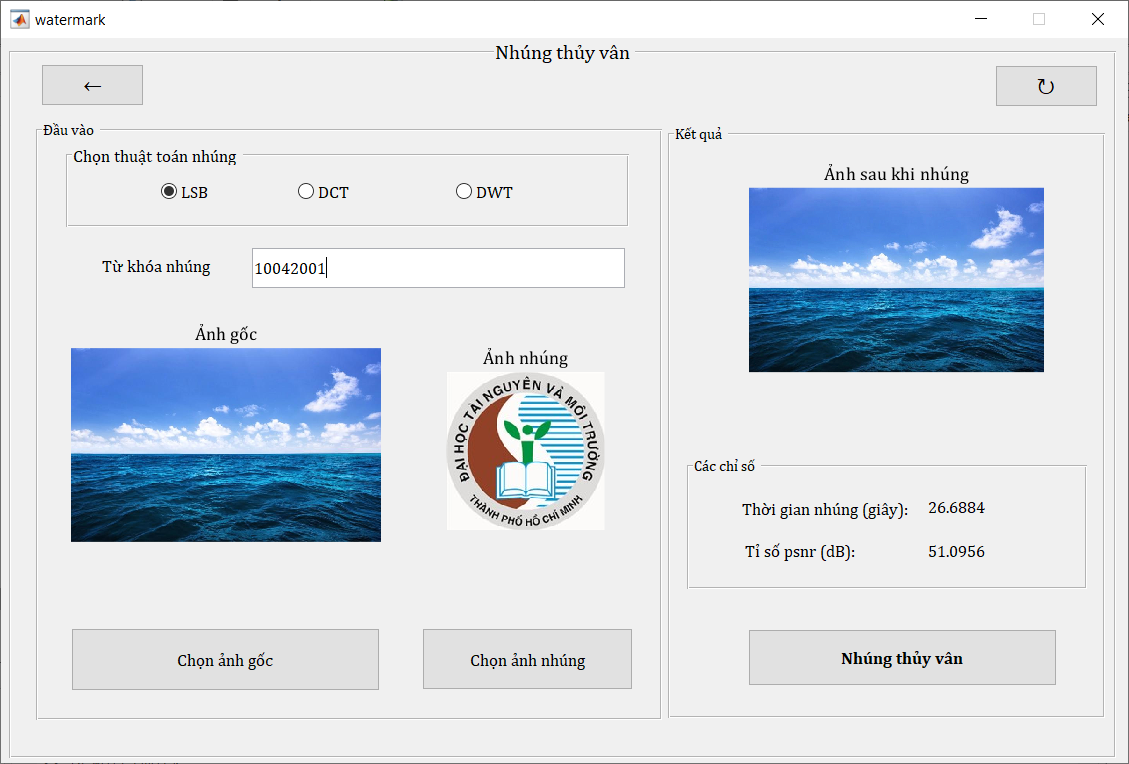 watermark
Nhúng thủy vân
←
↻
Đầu vào
Chọn thuật toán nhúng
LSB
DCT
DWT
Từ khóa nhúng
10042001
Ảnh gốc
Ảnh nhúng
ĐẠI HỌC TÀI NGUYÊN VÀ MÔI TRƯỜNG
THÀNH PHỐ HỒ CHÍ MINH
Chọn ảnh gốc
Chọn ảnh nhúng
Kết quả
Ảnh sau khi nhúng
Các chỉ số
Thời gian nhúng (giây): 26.6884
Tỉ số psnr (dB): 51.0956
Nhúng thủy vân